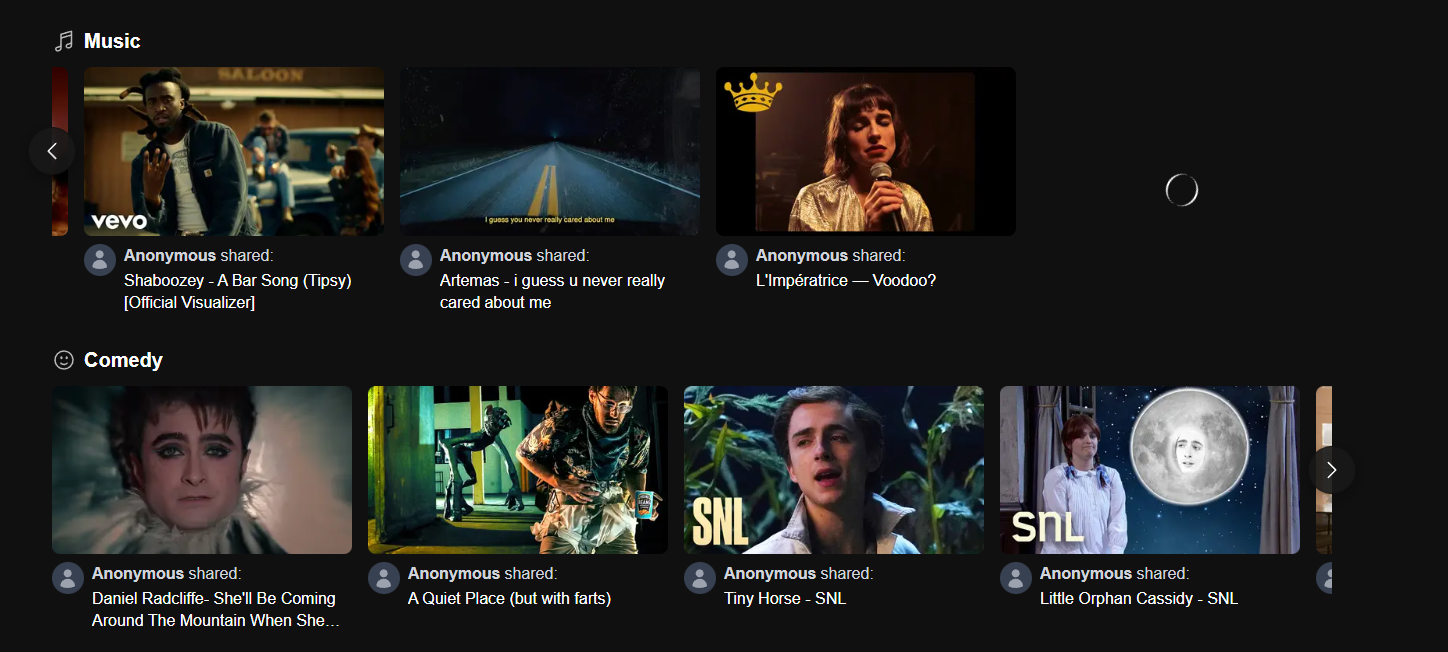 Music
SALOON
vevo
I guess you never really cared about me
Anonymous shared:
Shaboozey - A Bar Song (Tipsy)
[Official Visualizer]
Anonymous shared:
Artemas - i guess u never really
cared about me
Anonymous shared:
L'Impératrice — Voodoo?
Comedy
BEANS
SNL
SNL
Anonymous shared:
Daniel Radcliffe- She'll Be Coming
Around The Mountain When She…
Anonymous shared:
A Quiet Place (but with farts)
Anonymous shared:
Tiny Horse - SNL
Anonymous shared:
Little Orphan Cassidy - SNL